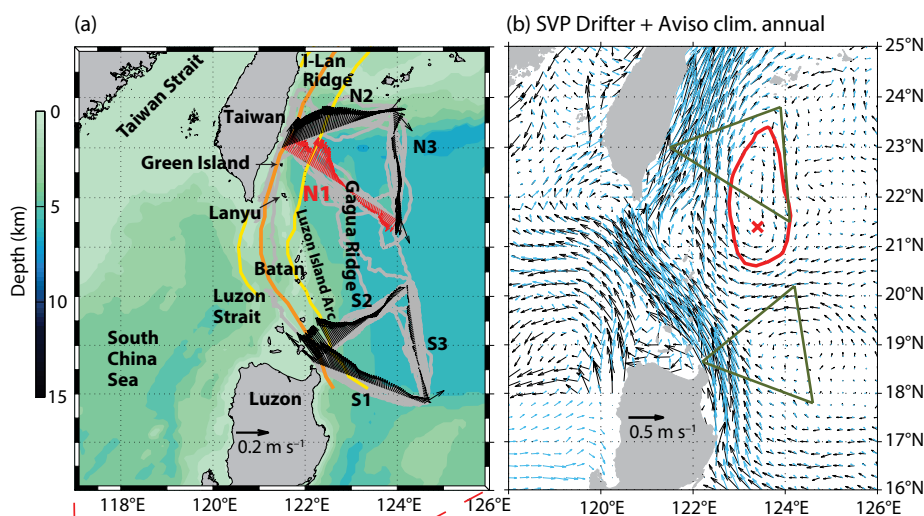 (a)
(b) SVP Drifter + Aviso clim. annual
Taiwan Strait
I-Lan
Ridge
N2
Taiwan
N3
Green Island
N1
Gagua Ridge
Lanyu
Luzon Island Arc
Batan
Luzon
Strait
S2
S3
South
China
Sea
Luzon
S1
0.2 m s⁻¹
Depth (km)
0
5
10
15
118°E
120°E
122°E
124°E
126°E
0.5 m s⁻¹
25°N
24°N
23°N
22°N
21°N
20°N
19°N
18°N
17°N
16°N
120°E
122°E
124°E
126°E